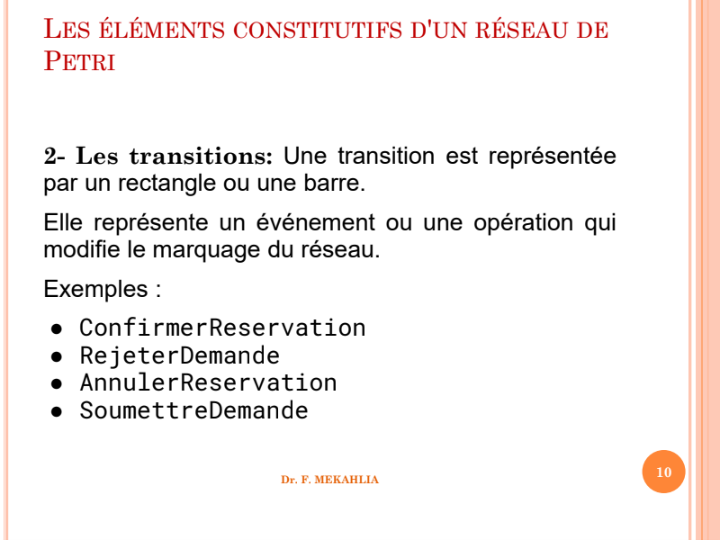 LES ÉLÉMENTS CONSTITUTIFS D'UN RÉSEAU DE
PETRI
2- Les transitions: Une transition est représentée
par un rectangle ou une barre.
Elle représente un événement ou une opération qui
modifie le marquage du réseau.
Exemples :
● ConfirmerReservation
● RejeterDemande
● AnnulerReservation
● SoumettreDemande
Dr. F. MEKAHLIA
10